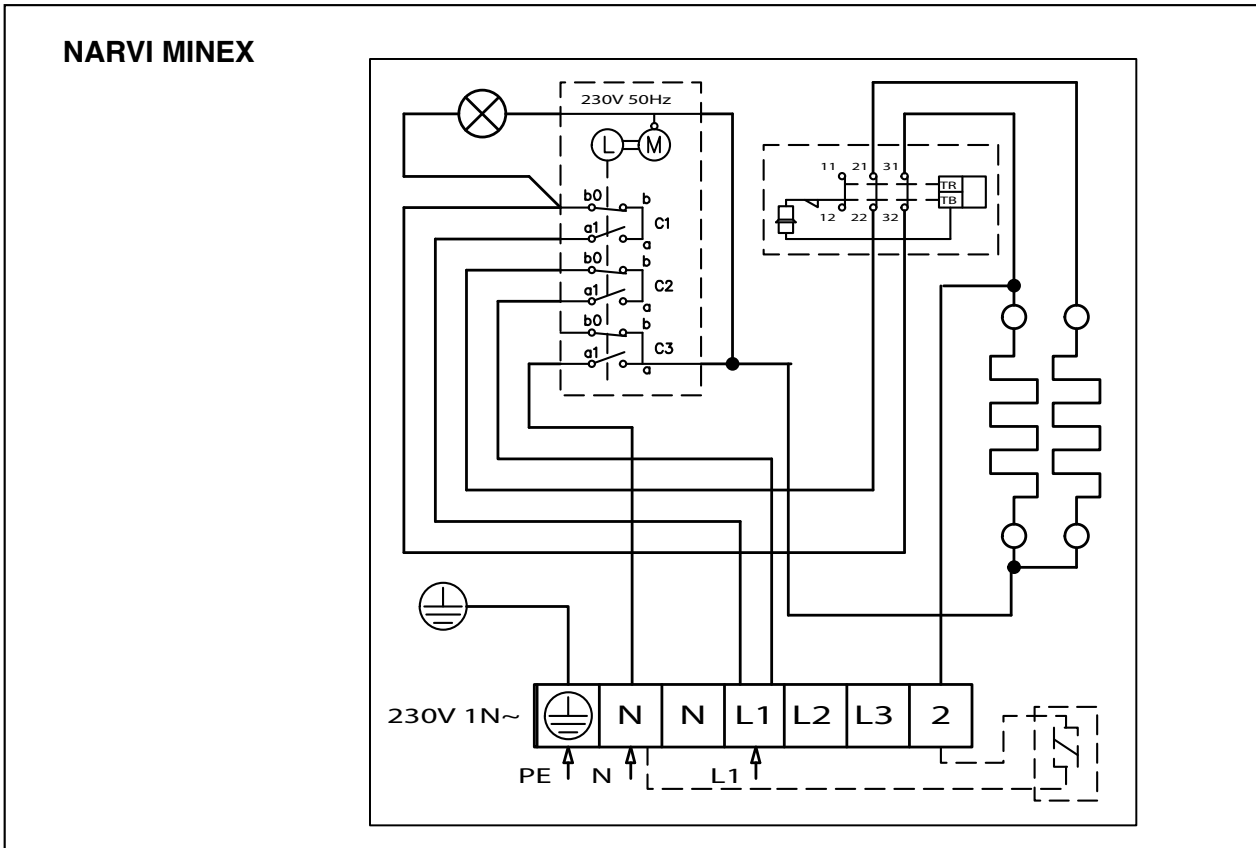 NARVI MINEX
230V 50Hz
L M
11 21 31
TR
TB
12 22 32
b0 b
C1
a1 a
b0 b
C2
a1 a
b0 b
C3
a1 a
230V 1N~ N N L1 L2 L3 2
PE N L1